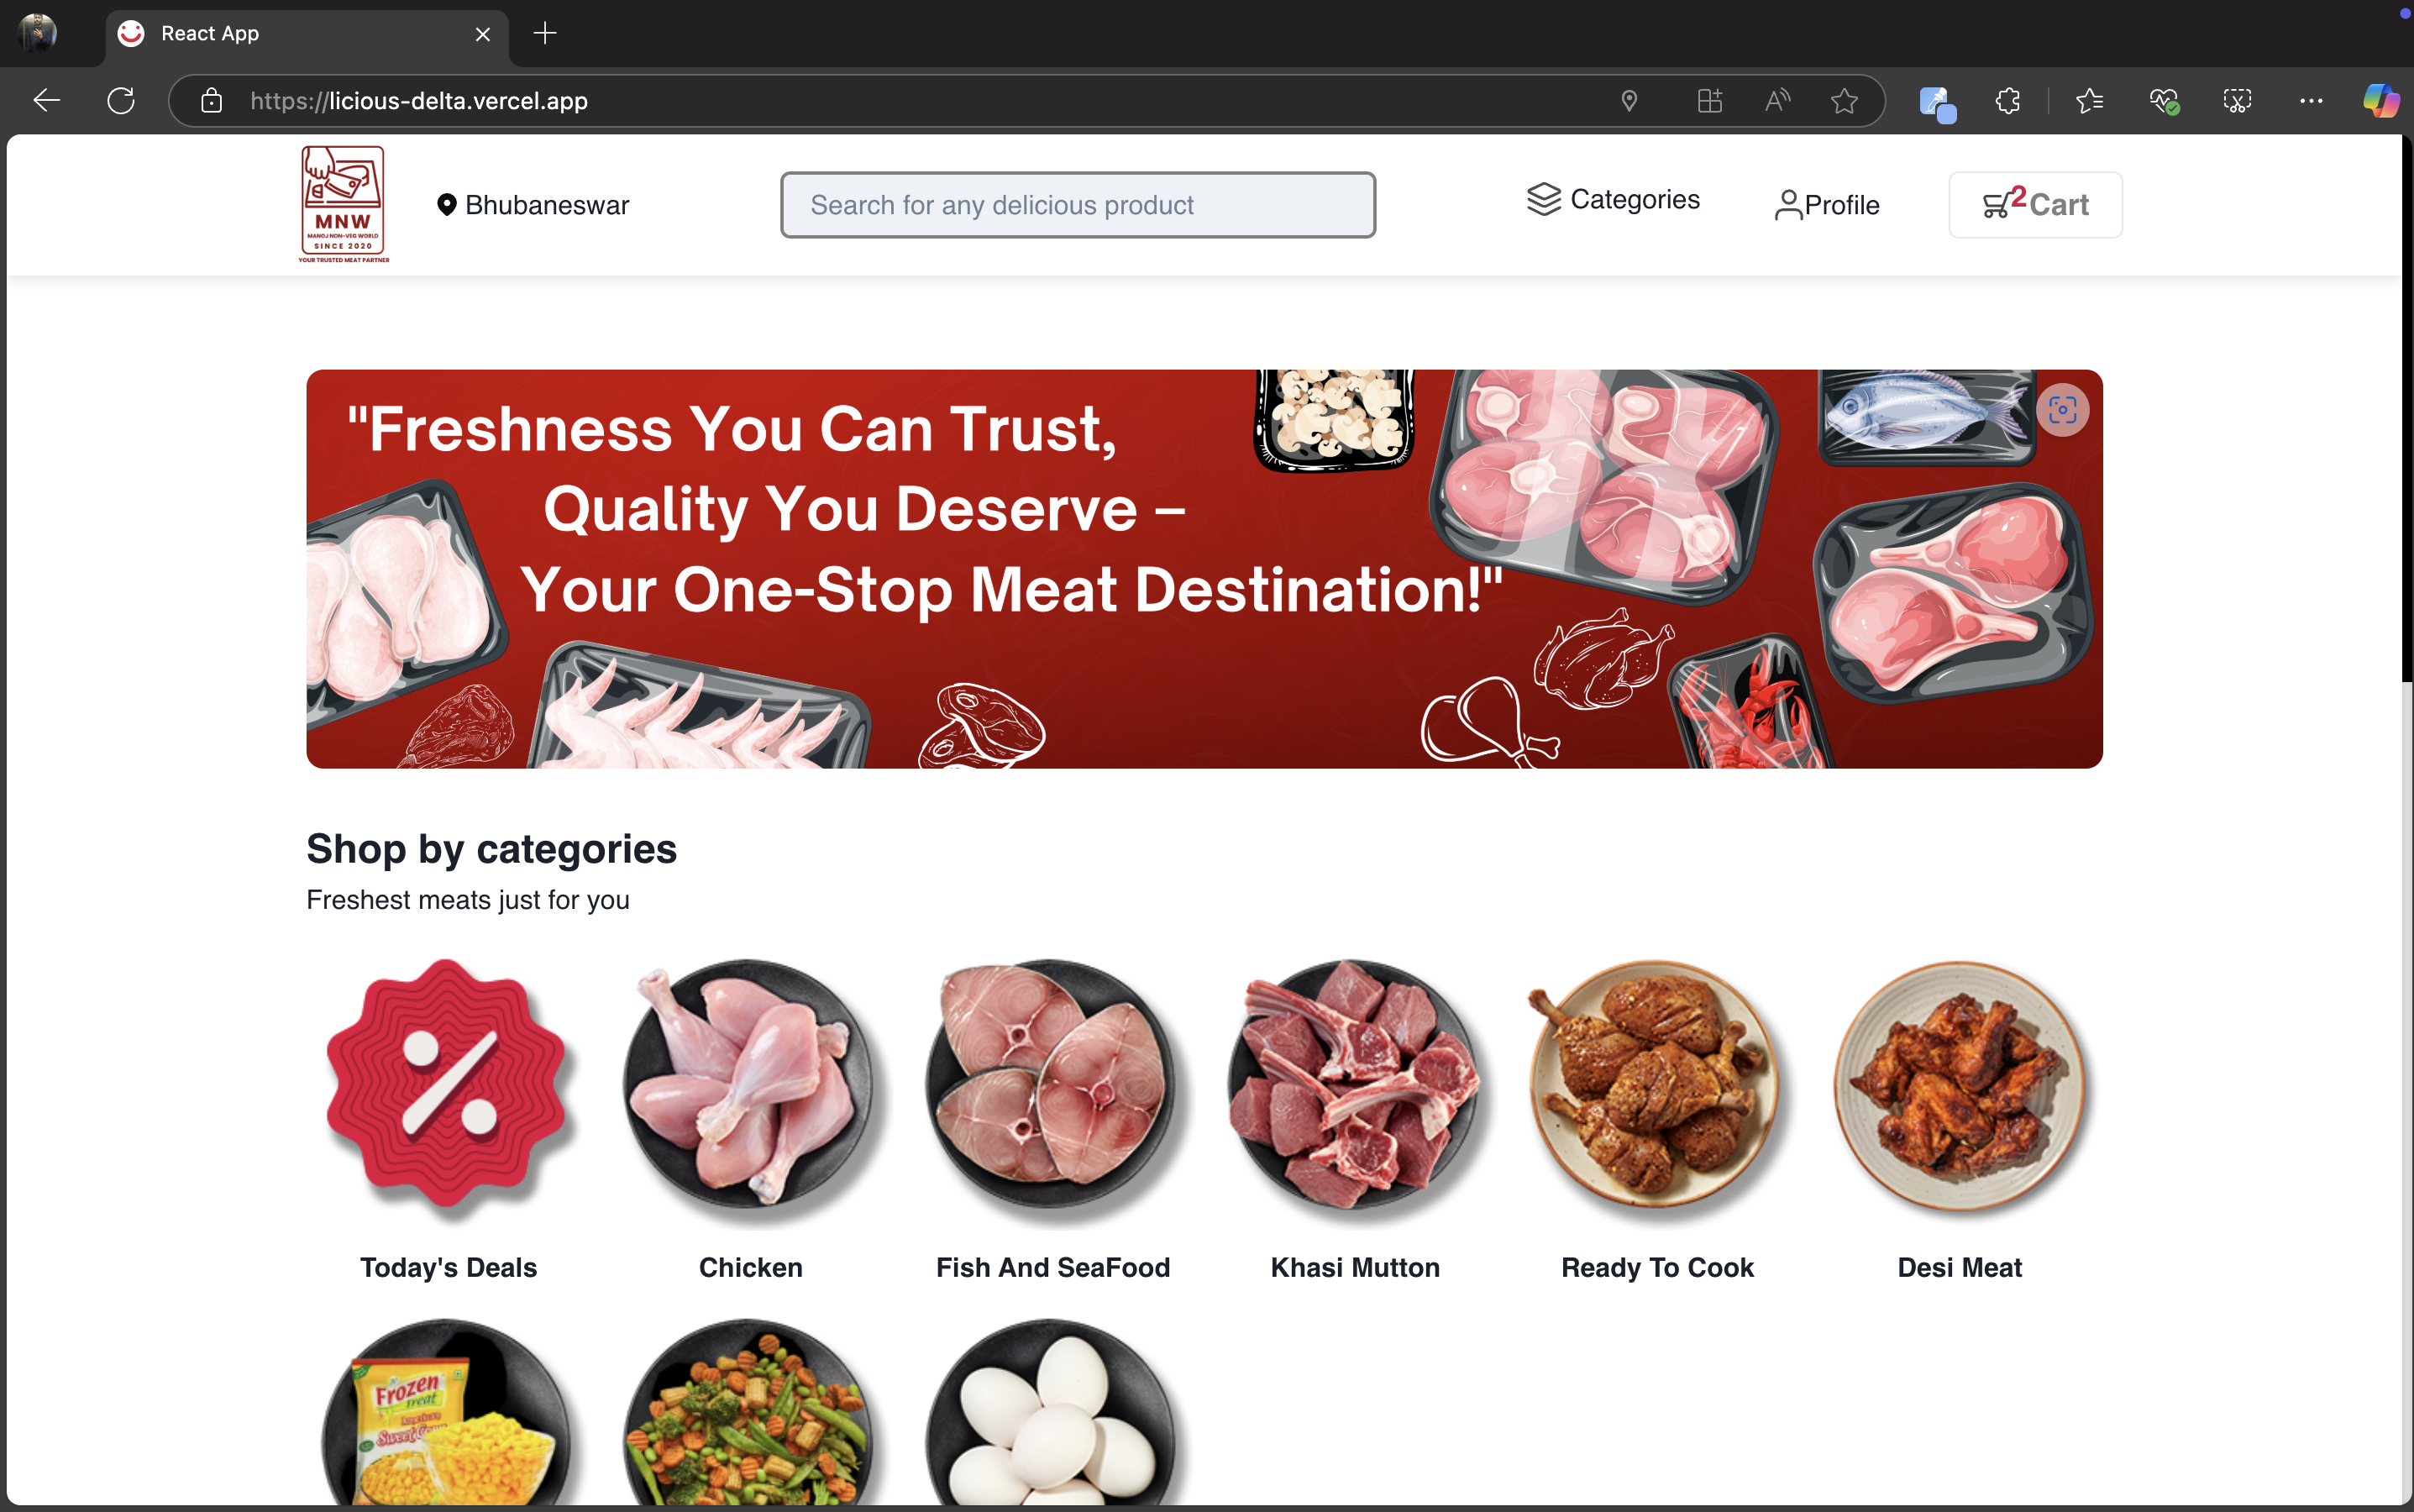 React App
https://licious-delta.vercel.app
MNW
MANOJ NON-VEG WORLD
SINCE 2020
YOUR TRUSTED MEAT PARTNER
Bhubaneswar
Search for any delicious product
Categories
Profile
2 Cart
"Freshness You Can Trust,
Quality You Deserve –
Your One-Stop Meat Destination!"
Shop by categories
Freshest meats just for you
Today's Deals
Chicken
Fish And SeaFood
Khasi Mutton
Ready To Cook
Desi Meat
Frozen
treat
American
Sweet Corn